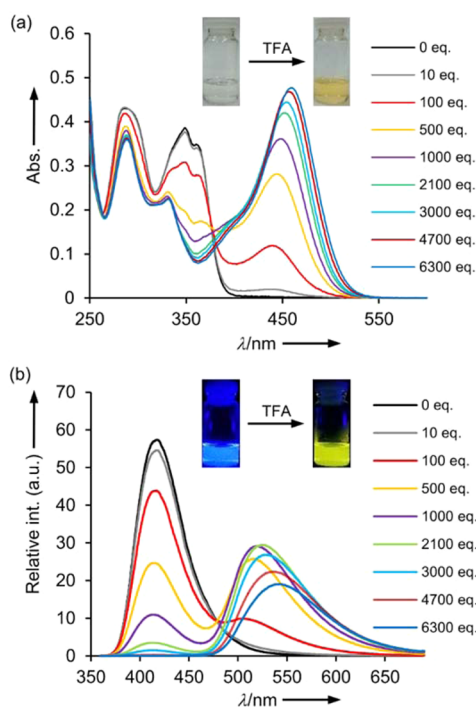 (a)
TFA
0.6
0.5
0.4
0.3
0.2
0.1
0
Abs.
250
350
450
550
λ/nm
0 eq.
10 eq.
100 eq.
500 eq.
1000 eq.
2100 eq.
3000 eq.
4700 eq.
6300 eq.
(b)
TFA
70
60
50
40
30
20
10
0
Relative int. (a.u.)
350
400
450
500
550
600
650
λ/nm
0 eq.
10 eq.
100 eq.
500 eq.
1000 eq.
2100 eq.
3000 eq.
4700 eq.
6300 eq.